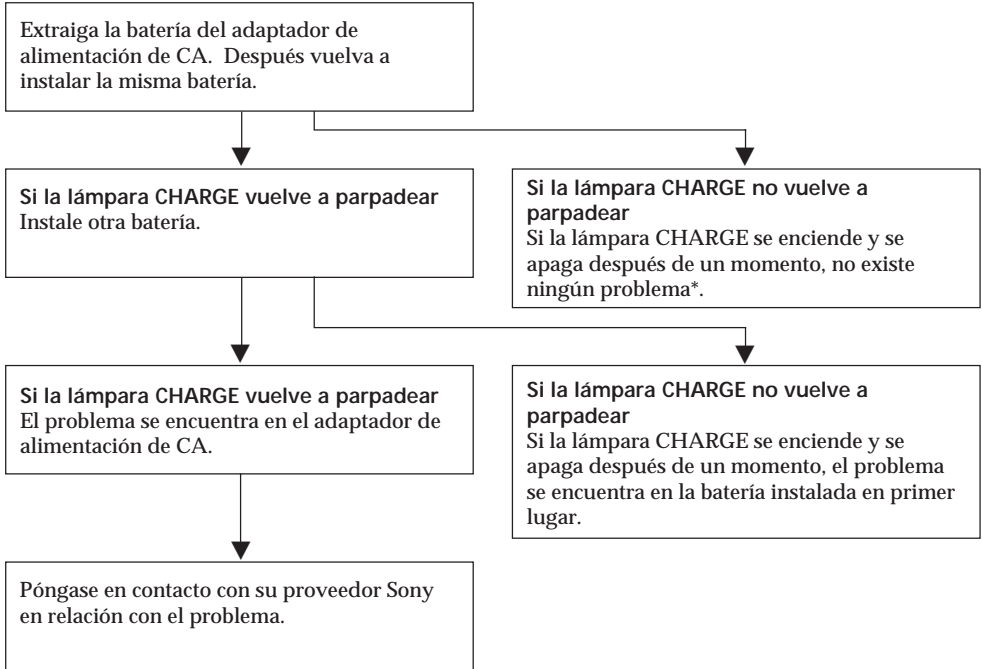 Extraiga la batería del adaptador de
alimentación de CA.  Después vuelva a
instalar la misma batería.
Si la lámpara CHARGE vuelve a parpadear
Instale otra batería.
Si la lámpara CHARGE no vuelve a
parpadear
Si la lámpara CHARGE se enciende y se
apaga después de un momento, no existe
ningún problema*.
Si la lámpara CHARGE vuelve a parpadear
El problema se encuentra en el adaptador de
alimentación de CA.
Si la lámpara CHARGE no vuelve a
parpadear
Si la lámpara CHARGE se enciende y se
apaga después de un momento, el problema
se encuentra en la batería instalada en primer
lugar.
Póngase en contacto con su proveedor Sony
en relación con el problema.